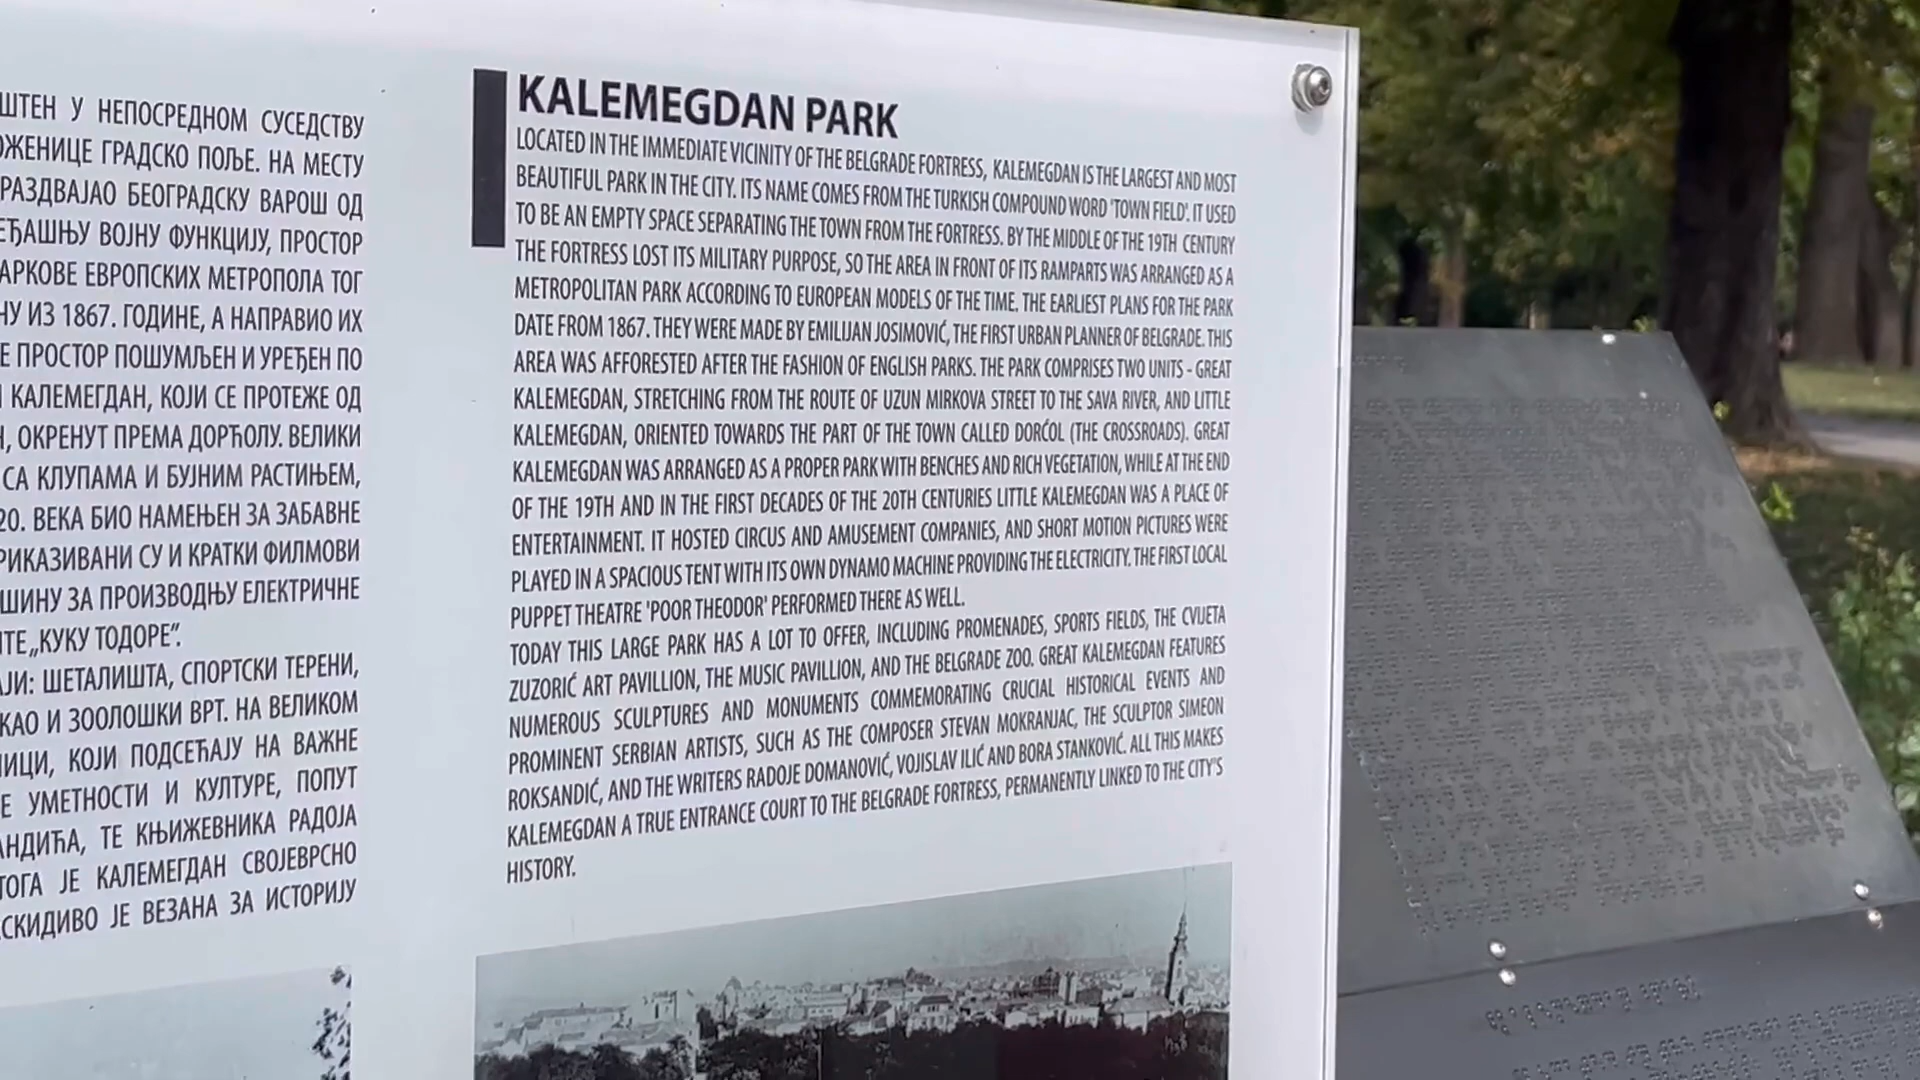 ШТЕН У НЕПОСРЕДНОМ СУСЕДСТВУ
ГРАДСКО ПОЉЕ. НА МЕСТУ
РАЗДВАЈАО БЕОГРАДСКУ ВАРОШ ОД
ВОЈНУ ФУНКЦИЈУ, ПРОСТОР
АРКОВЕ ЕВРОПСКИХ МЕТРОПОЛА ТОГ
ИЗ 1867. ГОДИНЕ, А НАПРАВИО ИХ
Е ПРОСТОР ПОШУМЉЕН И УРЕЂЕН ПО
КАЛЕМЕГДАН, КОЈИ СЕ ПРОТЕЖЕ ОД
ОКРЕНУТ ПРЕМА ДОРЋОЛУ. ВЕЛИКИ
СА КЛУПАМА И БУЈНИМ РАСТИЊЕМ,
20. ВЕКА БИО НАМЕЊЕН ЗА ЗАБАВНЕ
РИКАЗИВАНИ СУ И КРАТКИ ФИЛМОВИ
ШИНУ ЗА ПРОИЗВОДЊУ ЕЛЕКТРИЧНЕ
ИТЕ „КУКУ ТОДОРЕ”.
АЈИ: ШЕТАЛИШТА, СПОРТСКИ ТЕРЕНИ,
КАО И ЗООЛОШКИ ВРТ. НА ВЕЛИКОМ
НИЦИ, КОЈИ ПОДСЕЋАЈУ НА ВАЖНЕ
Е УМЕТНОСТИ И КУЛТУРЕ, ПОПУТ
АНДИЋА, ТЕ КЊИЖЕВНИКА РАДОЈА
ТОГА ЈЕ КАЛЕМЕГДАН СВОЈЕВРСНО
СКИДИВО ЈЕ ВЕЗАНА ЗА ИСТОРИЈУ
KALEMEGDAN PARK
LOCATED IN THE IMMEDIATE VICINITY OF THE BELGRADE FORTRESS, KALEMEGDAN IS THE LARGEST AND MOST
BEAUTIFUL PARK IN THE CITY. ITS NAME COMES FROM THE TURKISH COMPOUND WORD 'TOWN FIELD'. IT USED
TO BE AN EMPTY SPACE SEPARATING THE TOWN FROM THE FORTRESS. BY THE MIDDLE OF THE 19TH CENTURY
THE FORTRESS LOST ITS MILITARY PURPOSE, SO THE AREA IN FRONT OF ITS RAMPARTS WAS ARRANGED AS A
METROPOLITAN PARK ACCORDING TO EUROPEAN MODELS OF THE TIME. THE EARLIEST PLANS FOR THE PARK
DATE FROM 1867. THEY WERE MADE BY EMILIJAN JOSIMOVIĆ, THE FIRST URBAN PLANNER OF BELGRADE. THIS
AREA WAS AFFORESTED AFTER THE FASHION OF ENGLISH PARKS. THE PARK COMPRISES TWO UNITS - GREAT
KALEMEGDAN, STRETCHING FROM THE ROUTE OF UZUN MIRKOVA STREET TO THE SAVA RIVER, AND LITTLE
KALEMEGDAN, ORIENTED TOWARDS THE PART OF THE TOWN CALLED DORĆOL (THE CROSSROADS). GREAT
KALEMEGDAN WAS ARRANGED AS A PROPER PARK WITH BENCHES AND RICH VEGETATION, WHILE AT THE END
OF THE 19TH AND IN THE FIRST DECADES OF THE 20TH CENTURIES LITTLE KALEMEGDAN WAS A PLACE OF
ENTERTAINMENT. IT HOSTED CIRCUS AND AMUSEMENT COMPANIES, AND SHORT MOTION PICTURES WERE
PLAYED IN A SPACIOUS TENT WITH ITS OWN DYNAMO MACHINE PROVIDING THE ELECTRICITY. THE FIRST LOCAL
PUPPET THEATRE 'POOR THEODOR' PERFORMED THERE AS WELL.
TODAY THIS LARGE PARK HAS A LOT TO OFFER, INCLUDING PROMENADES, SPORTS FIELDS, THE CVIJETA
ZUZORIĆ ART PAVILLION, THE MUSIC PAVILLION, AND THE BELGRADE ZOO. GREAT KALEMEGDAN FEATURES
NUMEROUS SCULPTURES AND MONUMENTS COMMEMORATING CRUCIAL HISTORICAL EVENTS AND
PROMINENT SERBIAN ARTISTS, SUCH AS THE COMPOSER STEVAN MOKRANJAC, THE SCULPTOR SIMEON
ROKSANDIĆ, AND THE WRITERS RADOJE DOMANOVIĆ, VOJISLAV ILIĆ AND BORA STANKOVIĆ. ALL THIS MAKES
KALEMEGDAN A TRUE ENTRANCE COURT TO THE BELGRADE FORTRESS, PERMANENTLY LINKED TO THE CITY'S
HISTORY.